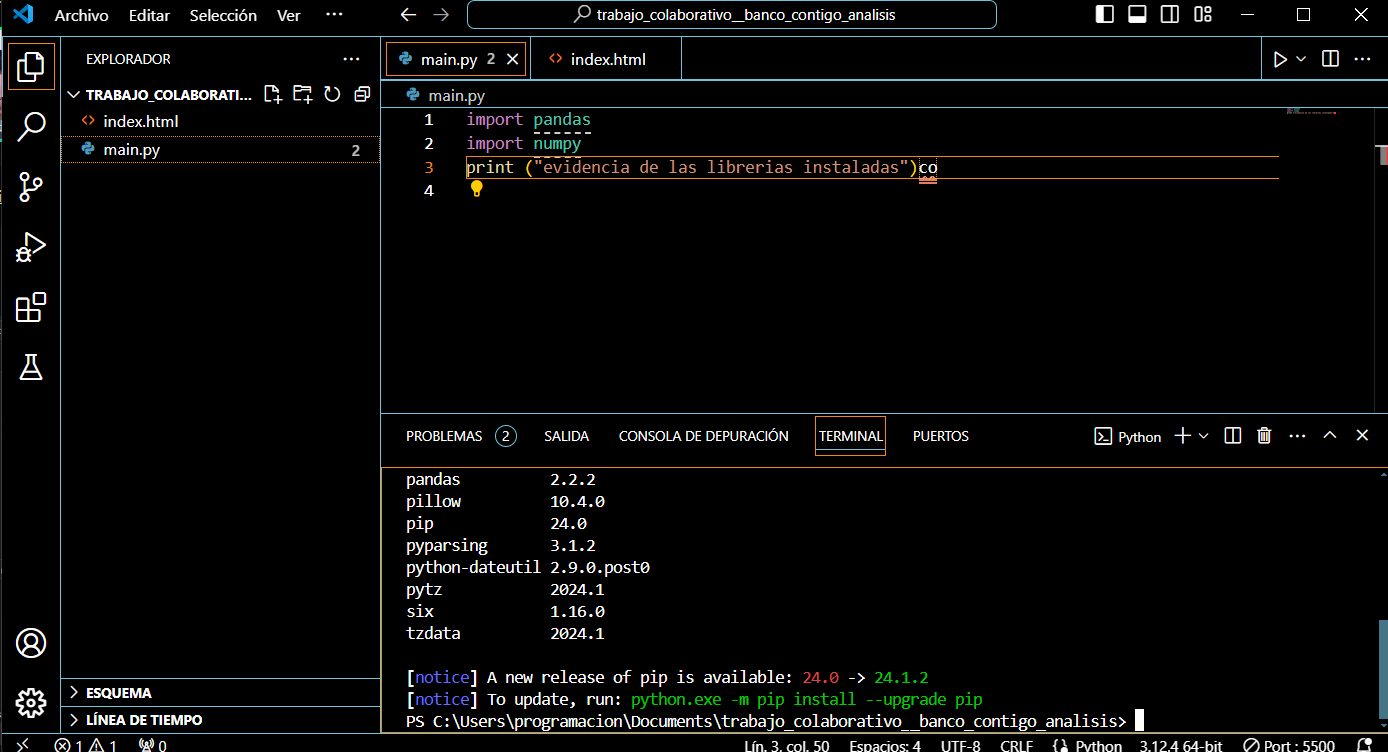 Archivo Editar Selección Ver ··· trabajo_colaborativo__banco_contigo_analisis
EXPLORADOR ···
TRABAJO_COLABORATI...
index.html
main.py 2
ESQUEMA
LÍNEA DE TIEMPO
main.py 2 index.html
main.py
1 import pandas
2 import numpy
3 print ("evidencia de las librerias instaladas")co
4
PROBLEMAS 2 SALIDA CONSOLA DE DEPURACIÓN TERMINAL PUERTOS Python
pandas 2.2.2
pillow 10.4.0
pip 24.0
pyparsing 3.1.2
python-dateutil 2.9.0.post0
pytz 2024.1
six 1.16.0
tzdata 2024.1
[notice] A new release of pip is available: 24.0 -> 24.1.2
[notice] To update, run: python.exe -m pip install --upgrade pip
PS C:\Users\programacion\Documents\trabajo_colaborativo__banco_contigo_analisis>
1 1 0 Lín. 3, col. 50 Espacios: 4 UTF-8 CRLF Python 3.12.4 64-bit Port : 5500